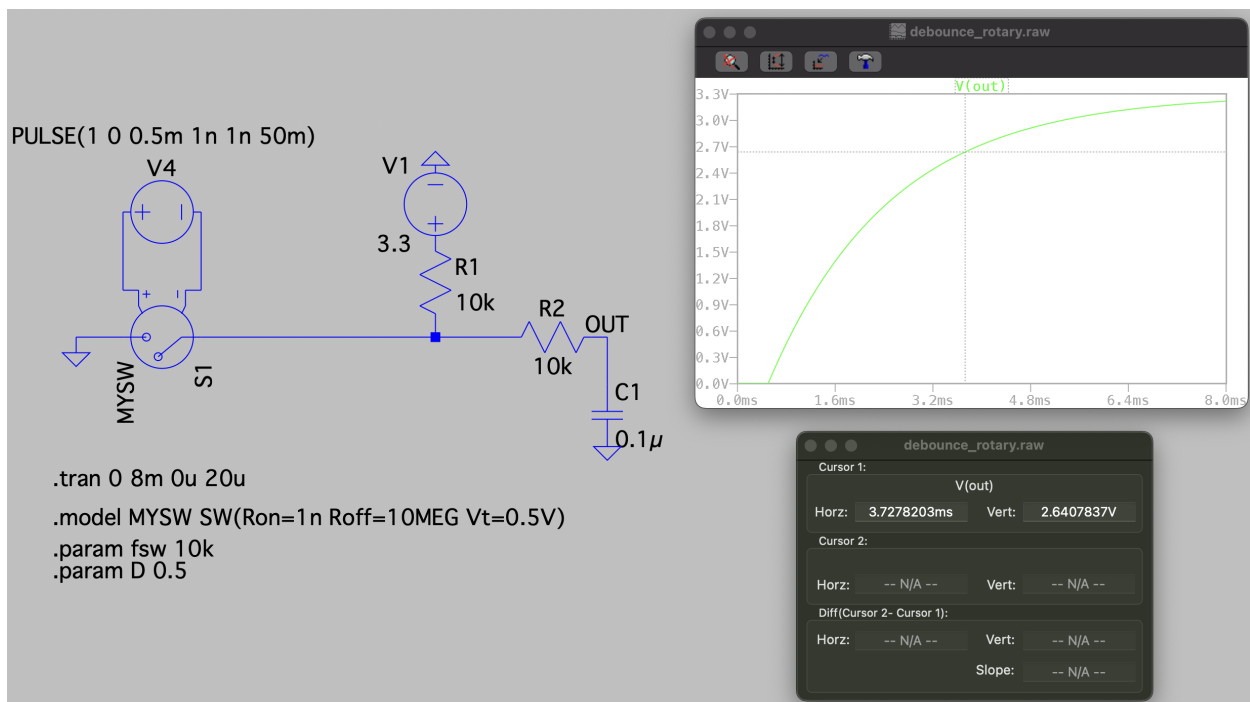 PULSE(1 0 0.5m 1n 1n 50m)
V4
+ −
+ −
MYSW
S1
V1
−
+
3.3
R1
10k
R2
10k
OUT
C1
0.1µ
.tran 0 8m 0u 20u
.model MYSW SW(Ron=1n Roff=10MEG Vt=0.5V)
.param fsw 10k
.param D 0.5
debounce_rotary.raw
V(out)
3.3V
3.0V
2.7V
2.4V
2.1V
1.8V
1.5V
1.2V
0.9V
0.6V
0.3V
0.0V
0.0ms 1.6ms 3.2ms 4.8ms 6.4ms 8.0ms
debounce_rotary.raw
Cursor 1:
V(out)
Horz: 3.7278203ms Vert: 2.6407837V
Cursor 2:
Horz: -- N/A -- Vert: -- N/A --
Diff(Cursor 2- Cursor 1):
Horz: -- N/A -- Vert: -- N/A --
Slope: -- N/A --